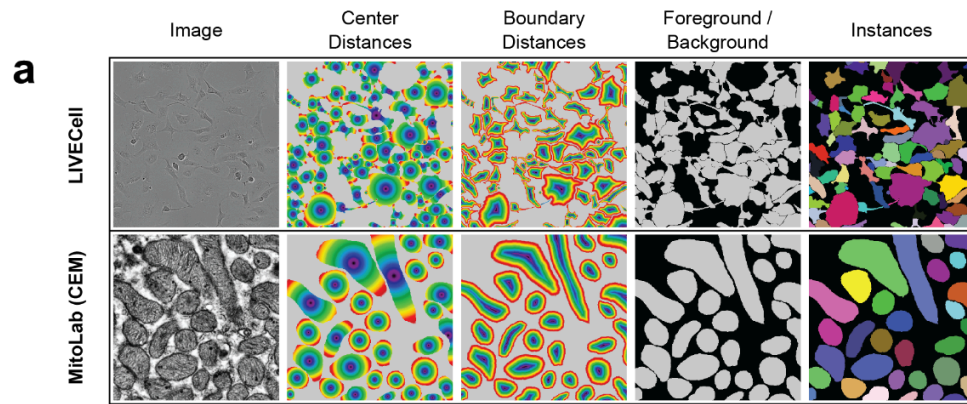 Image
Center
Distances
Boundary
Distances
Foreground /
Background
Instances
a
LIVECell
MitoLab (CEM)